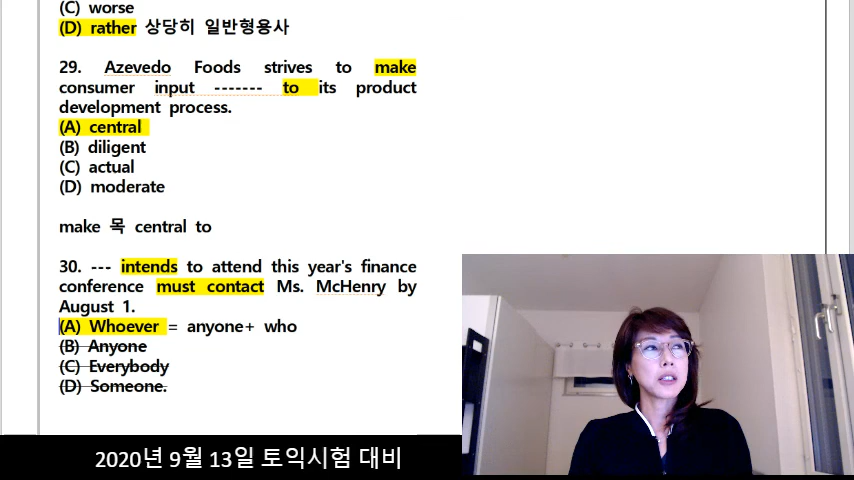 (C) worse
(D) rather 상당히 일반형용사
29. Azevedo Foods strives to make
consumer input ------- to its product
development process.
(A) central
(B) diligent
(C) actual
(D) moderate
make 목 central to
30. --- intends to attend this year's finance
conference must contact Ms. McHenry by
August 1.
(A) Whoever = anyone+ who
(B) Anyone
(C) Everybody
(D) Someone.
2020년 9월 13일 토익시험 대비